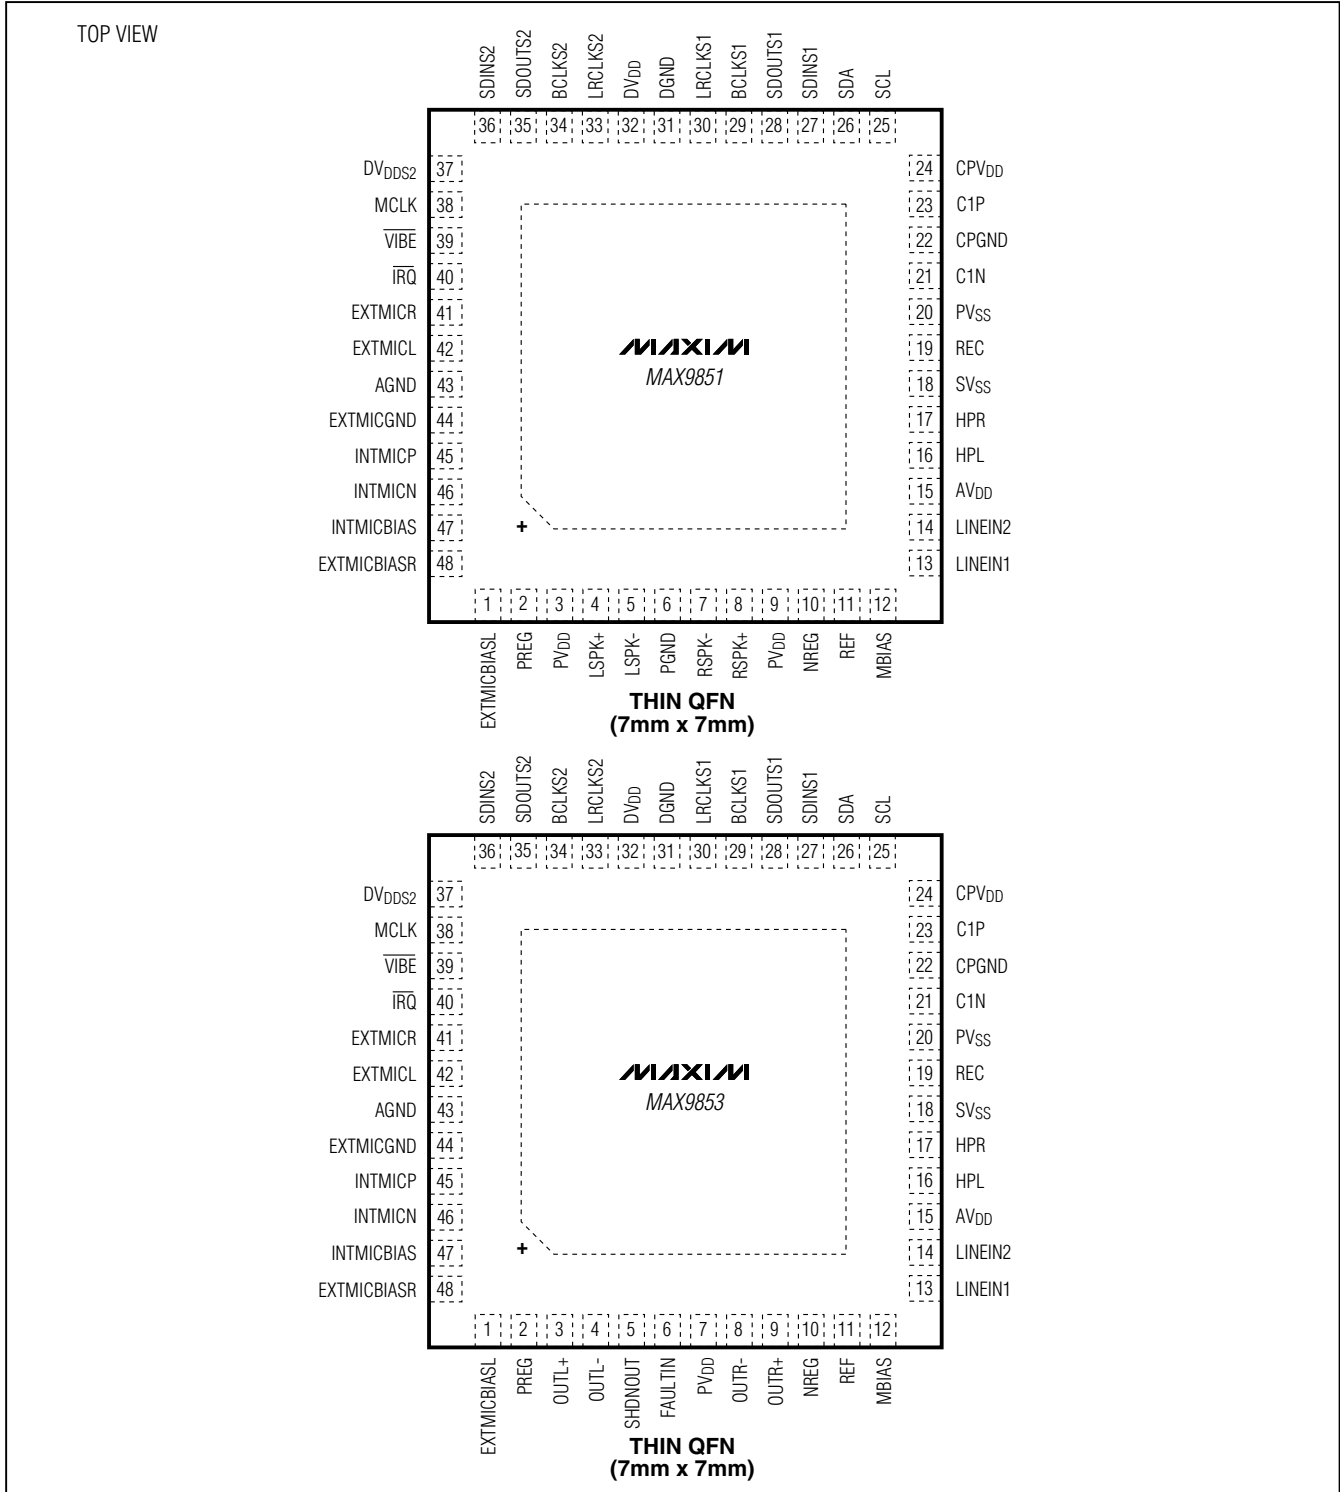 TOP VIEW
SDINS2 SDOUTS2 BCLKS2 LRCLKS2 DVDD DGND LRCLKS1 BCLKS1 SDOUTS1 SDINS1 SDA SCL
36 35 34 33 32 31 30 29 28 27 26 25
DVDDS2 37 24 CPVDD
MCLK 38 23 C1P
VIBE 39 22 CPGND
IRQ 40 21 C1N
EXTMICR 41 20 PVSS
EXTMICL 42 19 REC
AGND 43 18 SVSS
EXTMICGND 44 17 HPR
INTMICP 45 16 HPL
INTMICN 46 15 AVDD
INTMICBIAS 47 + 14 LINEIN2
EXTMICBIASR 48 13 LINEIN1
MAXIM
MAX9851
1 2 3 4 5 6 7 8 9 10 11 12
EXTMICBIASL PREG PVDD LSPK+ LSPK- PGND RSPK- RSPK+ PVDD NREG REF MBIAS
THIN QFN
(7mm x 7mm)
SDINS2 SDOUTS2 BCLKS2 LRCLKS2 DVDD DGND LRCLKS1 BCLKS1 SDOUTS1 SDINS1 SDA SCL
36 35 34 33 32 31 30 29 28 27 26 25
DVDDS2 37 24 CPVDD
MCLK 38 23 C1P
VIBE 39 22 CPGND
IRQ 40 21 C1N
EXTMICR 41 20 PVSS
EXTMICL 42 19 REC
AGND 43 18 SVSS
EXTMICGND 44 17 HPR
INTMICP 45 16 HPL
INTMICN 46 15 AVDD
INTMICBIAS 47 + 14 LINEIN2
EXTMICBIASR 48 13 LINEIN1
MAXIM
MAX9853
1 2 3 4 5 6 7 8 9 10 11 12
EXTMICBIASL PREG OUTL+ OUTL- SHDNOUT FAULTIN PVDD OUTR- OUTR+ NREG REF MBIAS
THIN QFN
(7mm x 7mm)